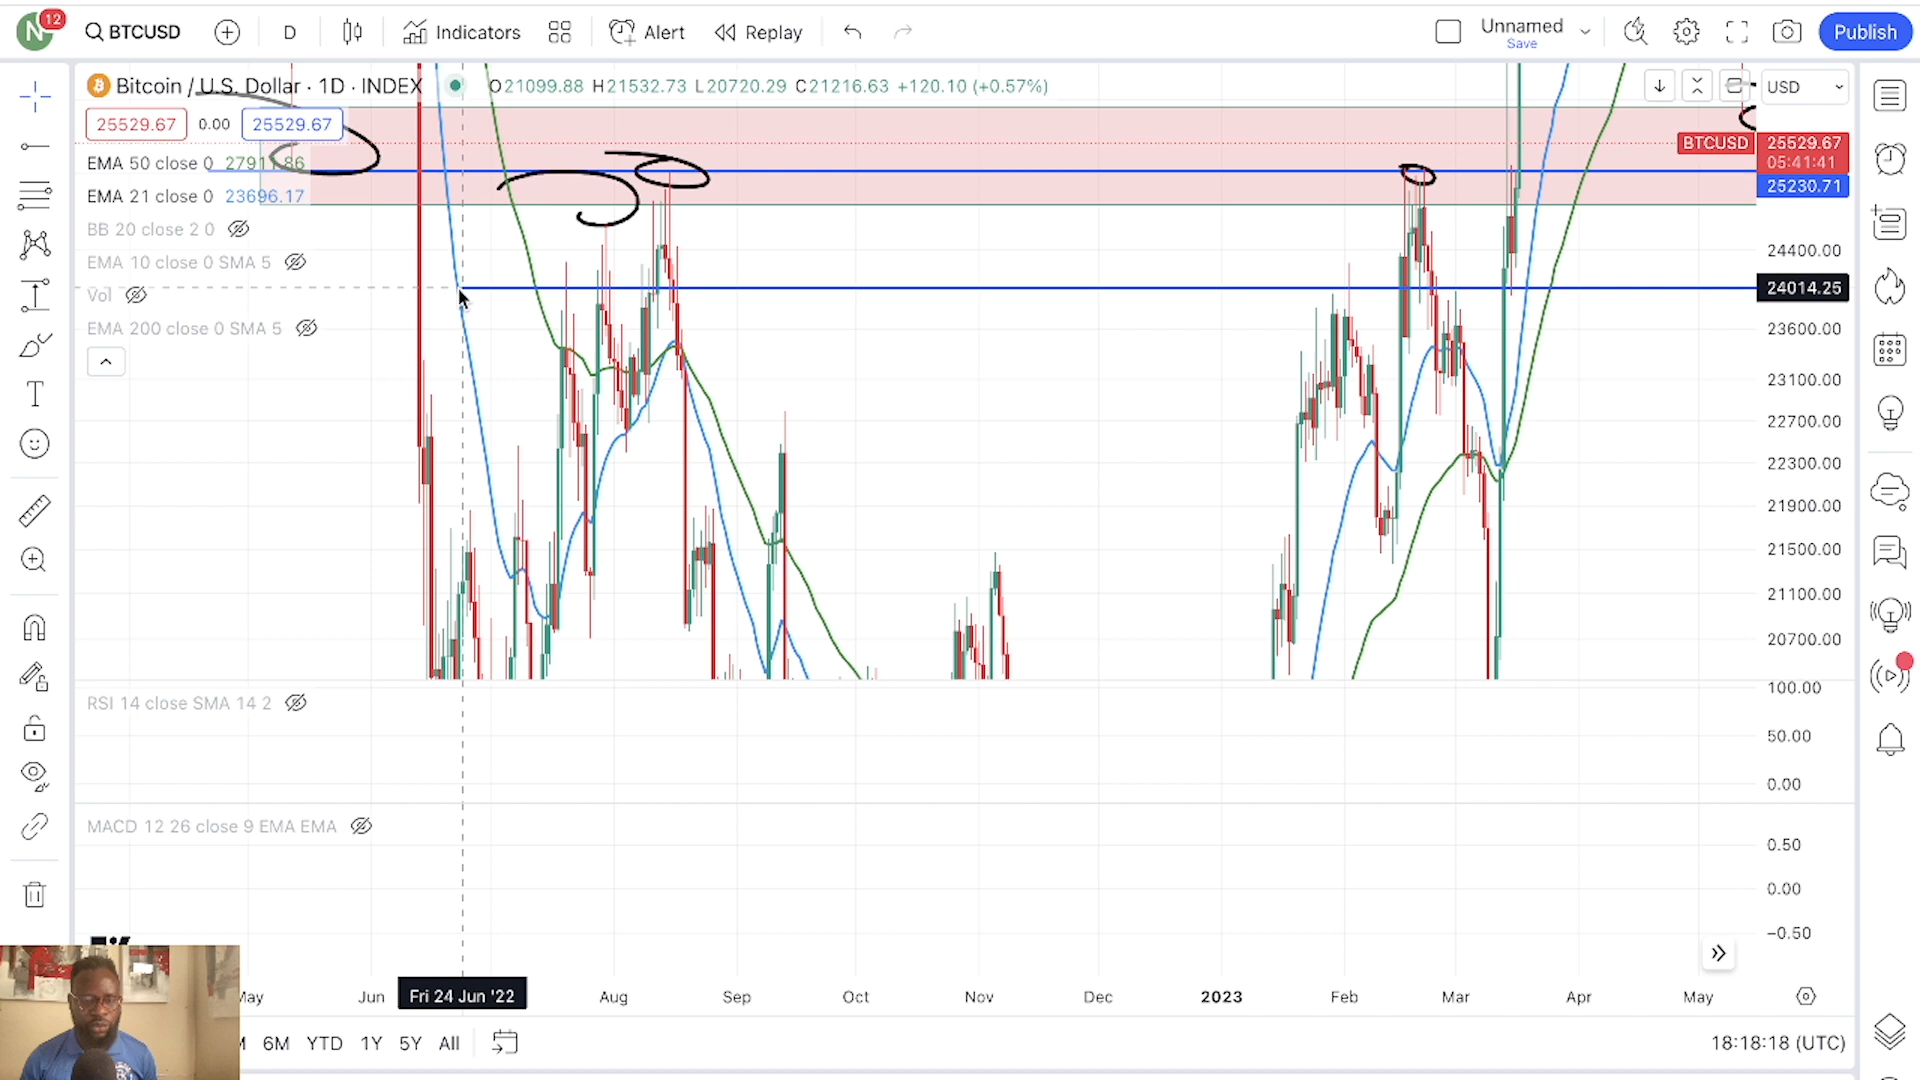 N 12 BTCUSD D Indicators Alert Replay Unnamed Save Publish
Bitcoin / U.S. Dollar · 1D · INDEX O21099.88 H21532.73 L20720.29 C21216.63 +120.10 (+0.57%) USD
25529.67 0.00 25529.67
BTCUSD 25529.67
05:41:41
EMA 50 close 0 27911.86
25230.71
EMA 21 close 0 23696.17
BB 20 close 2 0
24400.00
EMA 10 close 0 SMA 5
Vol
24014.25
EMA 200 close 0 SMA 5
23600.00
23100.00
22700.00
22300.00
21900.00
21500.00
21100.00
20700.00
100.00
RSI 14 close SMA 14 2
50.00
0.00
MACD 12 26 close 9 EMA EMA
0.50
0.00
−0.50
May Jun Fri 24 Jun '22 Aug Sep Oct Nov Dec 2023 Feb Mar Apr May
6M YTD 1Y 5Y All 18:18:18 (UTC)